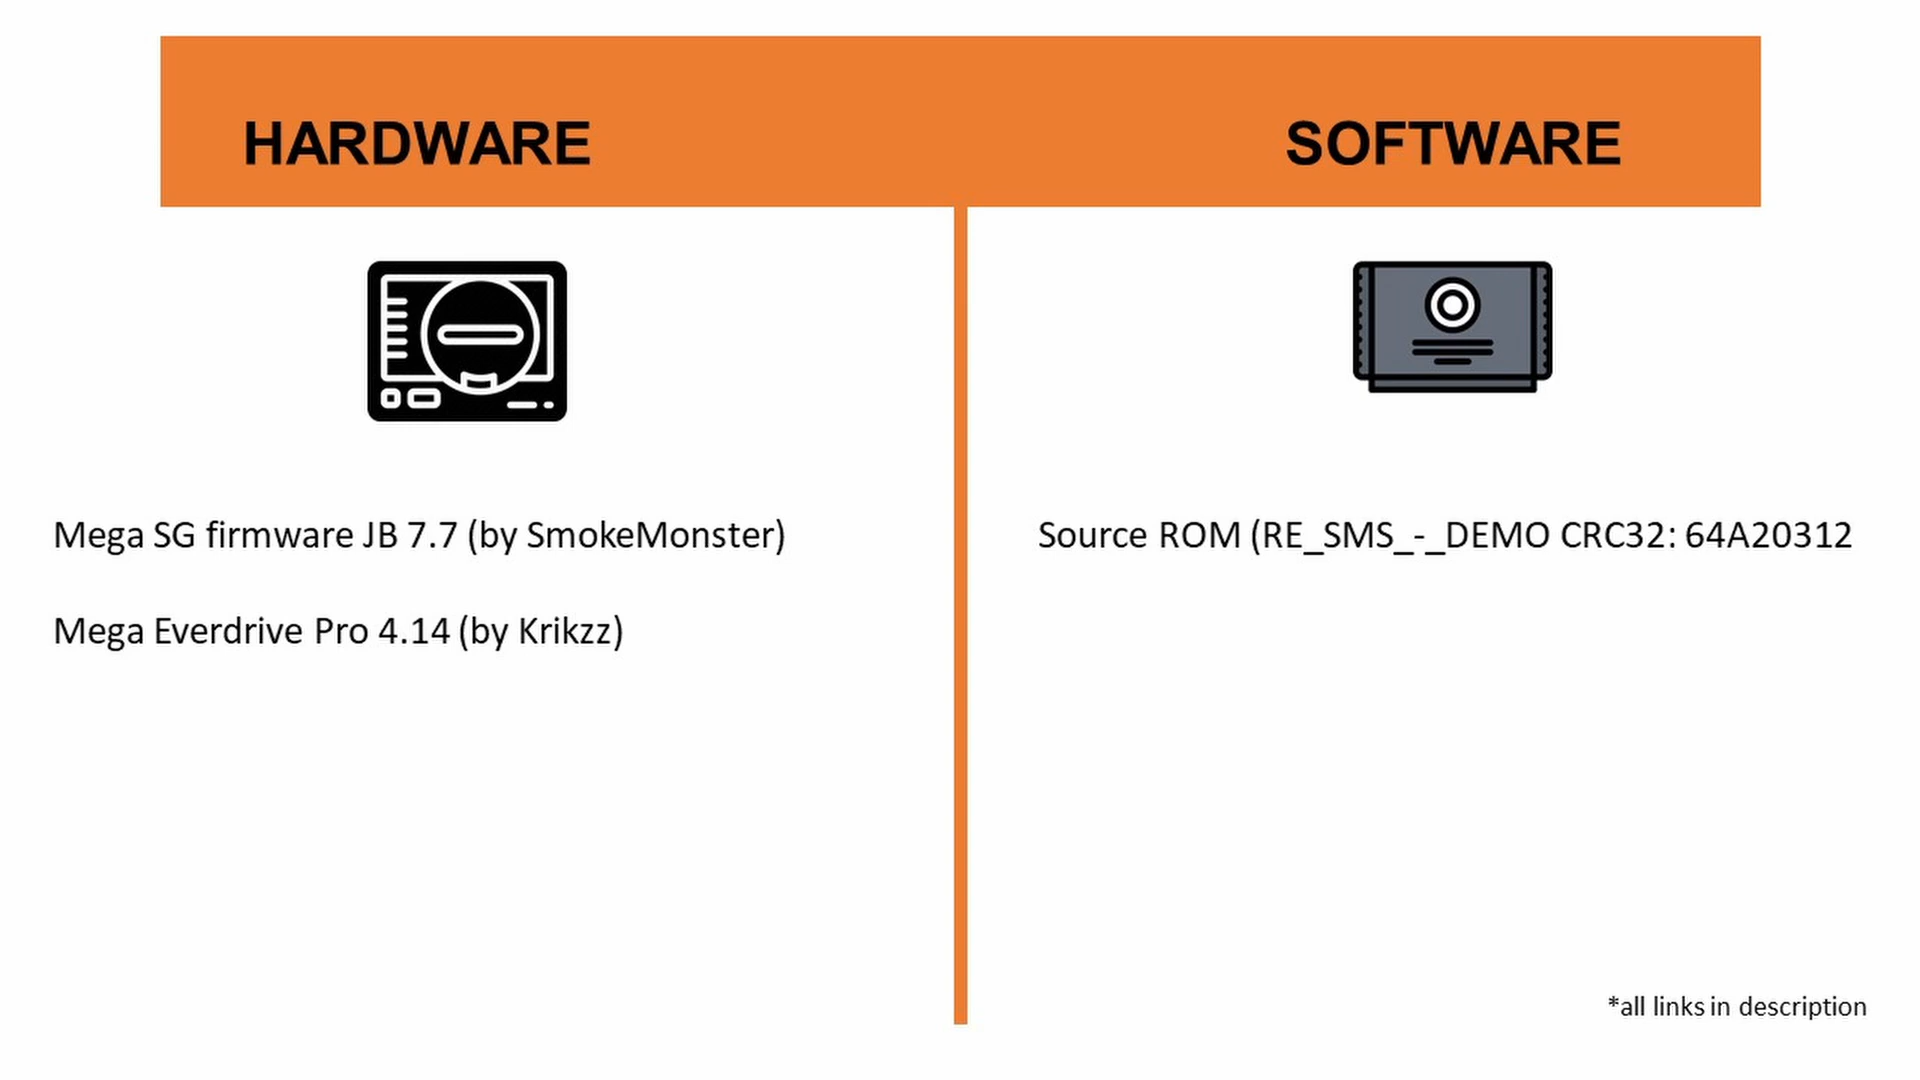 HARDWARE
SOFTWARE
Mega SG firmware JB 7.7 (by SmokeMonster)
Mega Everdrive Pro 4.14 (by Krikzz)
Source ROM (RE_SMS_-_DEMO CRC32: 64A20312
*all links in description